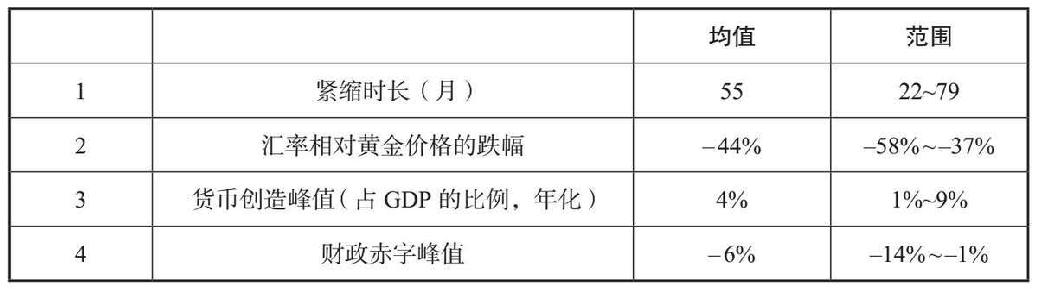 均值 范围
1 紧缩时长（月） 55 22~79
2 汇率相对黄金价格的跌幅 –44% –58%~–37%
3 货币创造峰值（占 GDP 的比例，年化） 4% 1%~9%
4 财政赤字峰值 –6% –14%~–1%